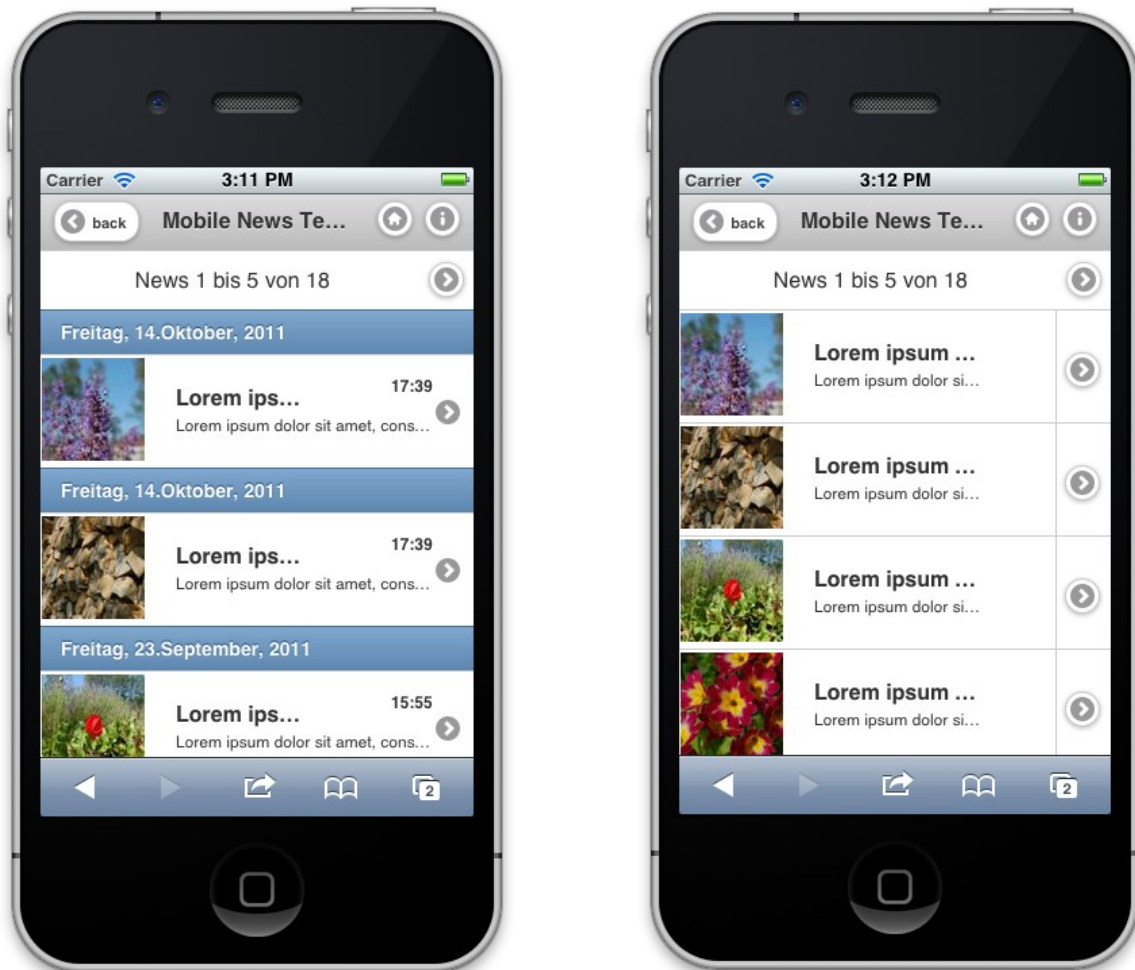 Carrier 3:11 PM
back Mobile News Te...
News 1 bis 5 von 18
Freitag, 14.Oktober, 2011
17:39
Lorem ips...
Lorem ipsum dolor sit amet, cons...
Freitag, 14.Oktober, 2011
17:39
Lorem ips...
Lorem ipsum dolor sit amet, cons...
Freitag, 23.September, 2011
15:55
Lorem ips...
Lorem ipsum dolor sit amet, cons...
2
Carrier 3:12 PM
back Mobile News Te...
News 1 bis 5 von 18
Lorem ipsum ...
Lorem ipsum dolor si...
Lorem ipsum ...
Lorem ipsum dolor si...
Lorem ipsum ...
Lorem ipsum dolor si...
Lorem ipsum ...
Lorem ipsum dolor si...
2